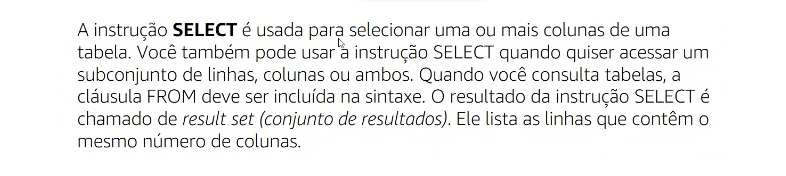 A instrução SELECT é usada para selecionar uma ou mais colunas de uma
tabela. Você também pode usar a instrução SELECT quando quiser acessar um
subconjunto de linhas, colunas ou ambos. Quando você consulta tabelas, a
cláusula FROM deve ser incluída na sintaxe. O resultado da instrução SELECT é
chamado de result set (conjunto de resultados). Ele lista as linhas que contêm o
mesmo número de colunas.